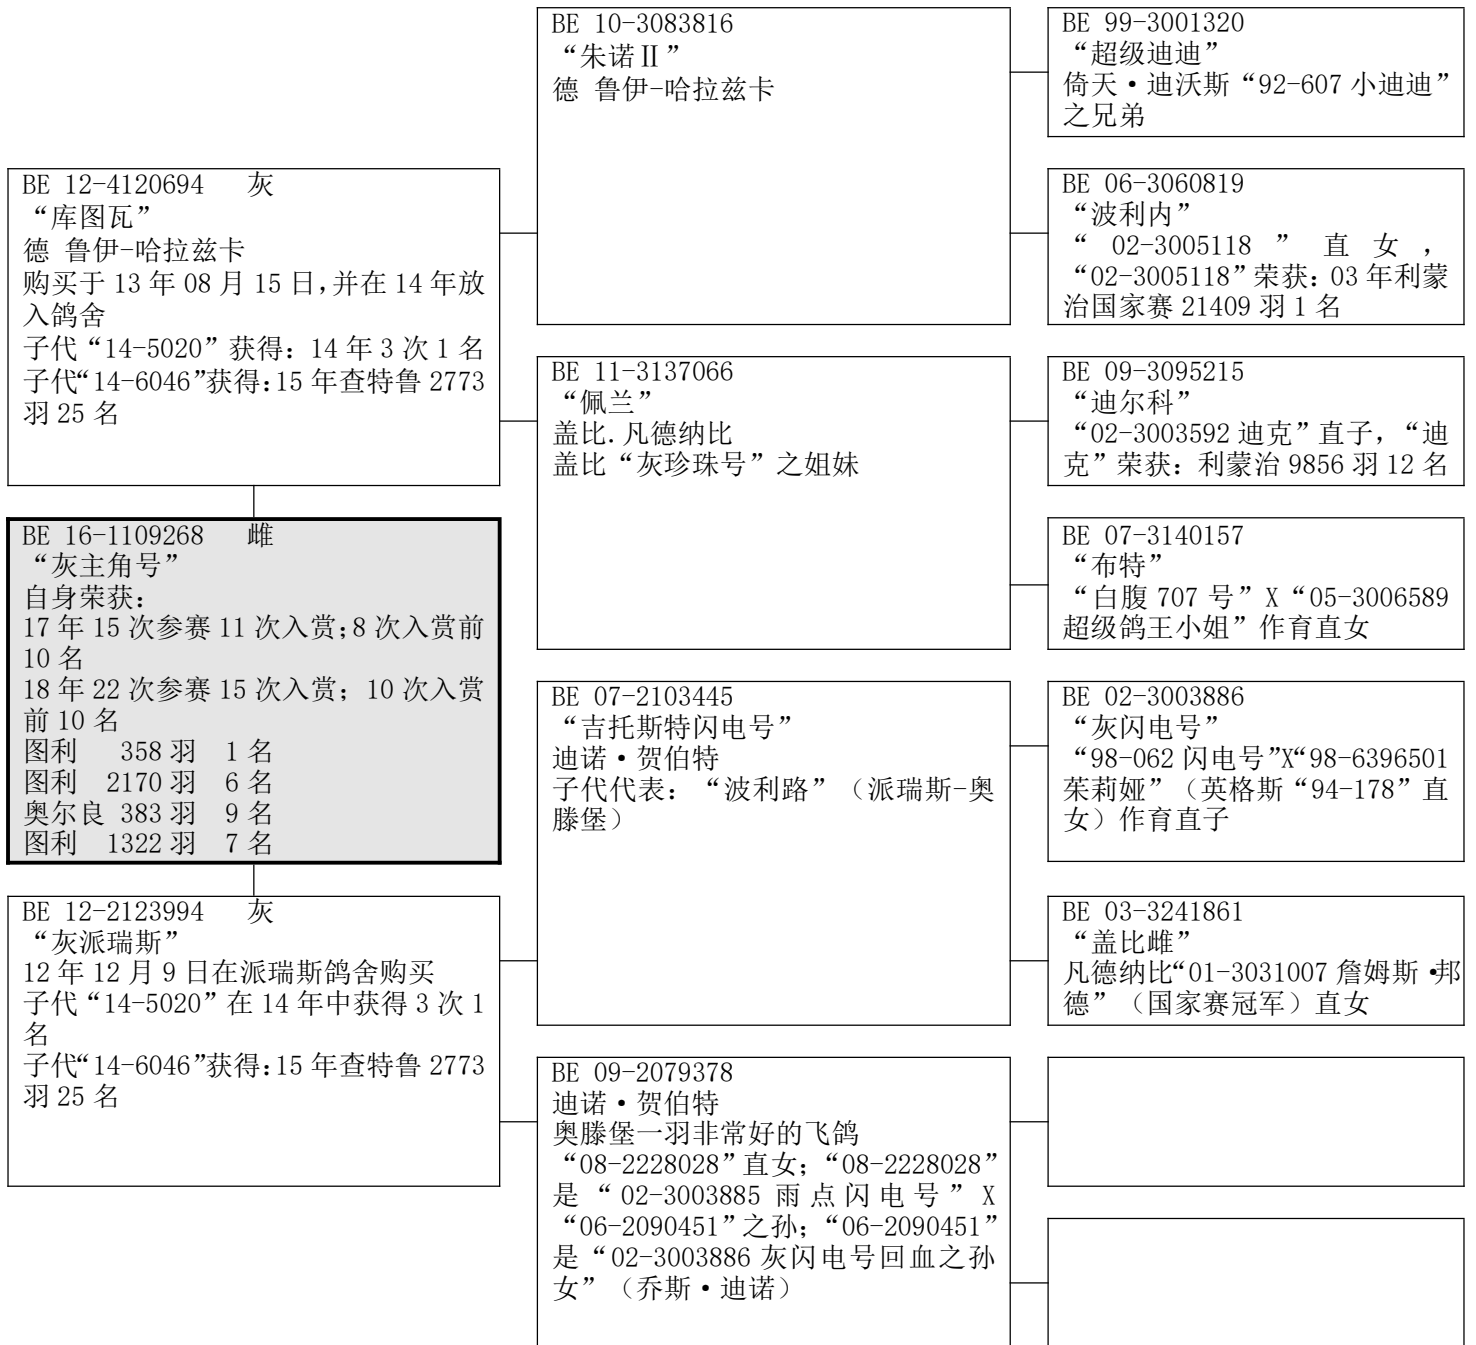 BE 12-4120694 灰
“库图瓦”
德 鲁伊-哈拉兹卡
购买于 13 年 08 月 15 日，并在 14 年放
入鸽舍
子代“14-5020”获得：14 年 3 次 1 名
子代“14-6046”获得：15 年查特鲁 2773
羽 25 名
BE 16-1109268 雌
“灰主角号”
自身荣获：
17 年 15 次参赛 11 次入赏；8 次入赏前
10 名
18 年 22 次参赛 15 次入赏；10 次入赏
前 10 名
图利 358 羽 1 名
图利 2170 羽 6 名
奥尔良 383 羽 9 名
图利 1322 羽 7 名
BE 12-2123994 灰
“灰派瑞斯”
12 年 12 月 9 日在派瑞斯鸽舍购买
子代“14-5020”在 14 年中获得 3 次 1
名
子代“14-6046”获得：15 年查特鲁 2773
羽 25 名
BE 10-3083816
“朱诺Ⅱ”
德 鲁伊-哈拉兹卡
BE 11-3137066
“佩兰”
盖比.凡德纳比
盖比“灰珍珠号”之姐妹
BE 07-2103445
“吉托斯特闪电号”
迪诺·贺伯特
子代代表：“波利路”（派瑞斯-奥
滕堡）
BE 09-2079378
迪诺·贺伯特
奥滕堡一羽非常好的飞鸽
“08-2228028”直女；“08-2228028”
是“02-3003885 雨点闪电号”X
“06-2090451”之孙；“06-2090451”
是“02-3003886 灰闪电号回血之孙
女”（乔斯·迪诺）
BE 99-3001320
“超级迪迪”
倚天·迪沃斯“92-607 小迪迪”
之兄弟
BE 06-3060819
“波利内”
“02-3005118”直女，
“02-3005118”荣获：03 年利蒙
治国家赛 21409 羽 1 名
BE 09-3095215
“迪尔科”
“02-3003592 迪克”直子，“迪
克”荣获：利蒙治 9856 羽 12 名
BE 07-3140157
“布特”
“白腹 707 号”X“05-3006589
超级鸽王小姐”作育直女
BE 02-3003886
“灰闪电号”
“98-062 闪电号”X“98-6396501
茱莉娅”（英格斯“94-178”直
女）作育直子
BE 03-3241861
“盖比雌”
凡德纳比“01-3031007 詹姆斯·邦
德”（国家赛冠军）直女